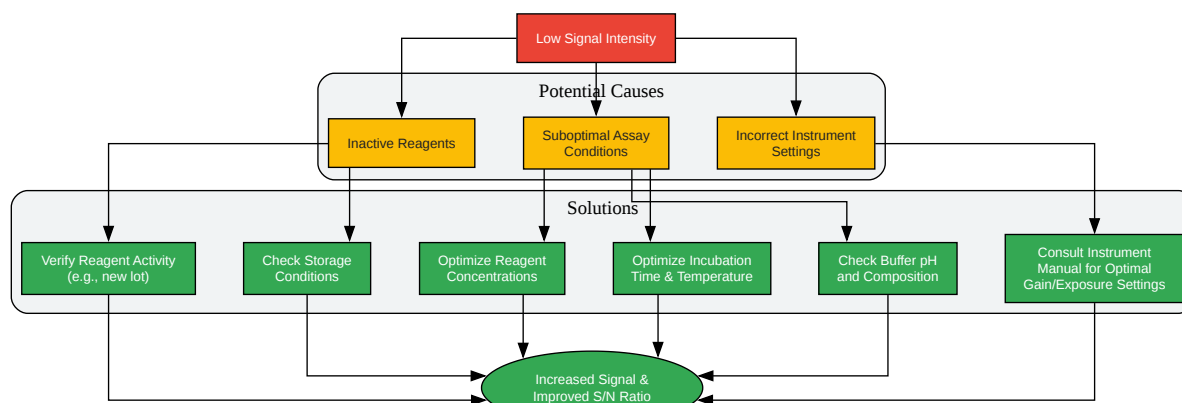 Low Signal Intensity
Potential Causes
Inactive Reagents
Suboptimal Assay
Conditions
Incorrect Instrument
Settings
Solutions
Verify Reagent Activity
(e.g., new lot)
Check Storage
Conditions
Optimize Reagent
Concentrations
Optimize Incubation
Time & Temperature
Check Buffer pH
and Composition
Consult Instrument
Manual for Optimal
Gain/Exposure Settings
Increased Signal &
Improved S/N Ratio